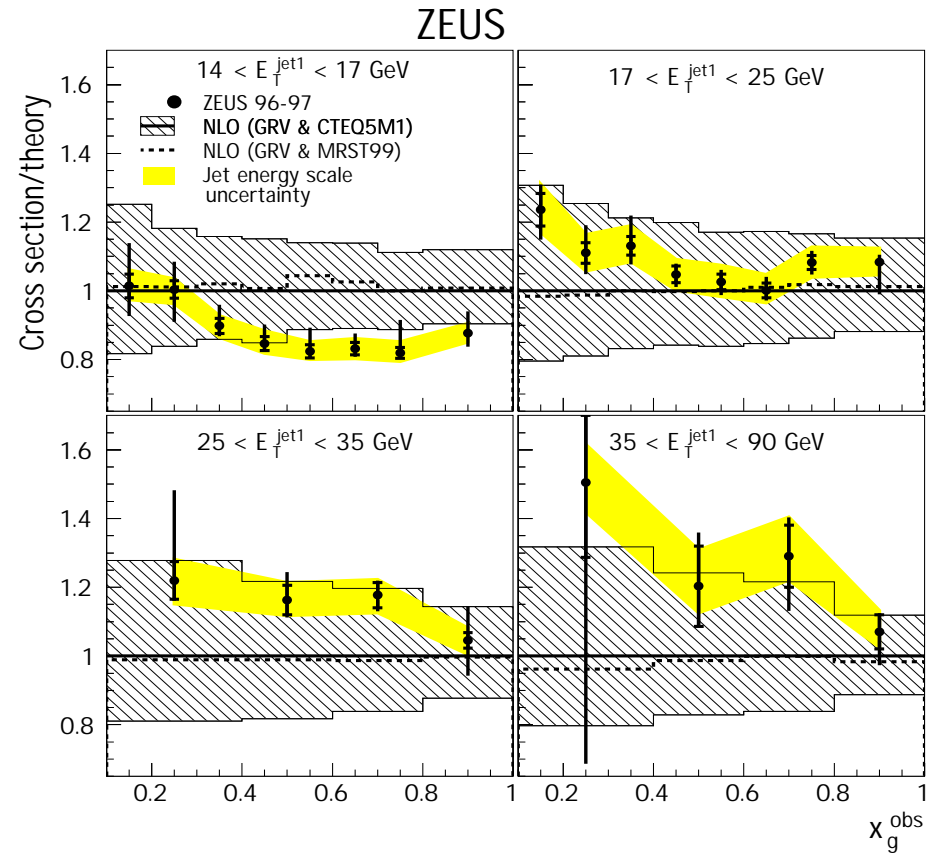 ZEUS
Cross section/theory
14 < E_T^jet1 < 17 GeV
ZEUS 96-97
NLO (GRV & CTEQ5M1)
NLO (GRV & MRST99)
Jet energy scale
uncertainty
17 < E_T^jet1 < 25 GeV
1.6
1.4
1.2
1
0.8
25 < E_T^jet1 < 35 GeV
35 < E_T^jet1 < 90 GeV
1.6
1.4
1.2
1
0.8
0.2 0.4 0.6 0.8 1 0.2 0.4 0.6 0.8 1
x_g^obs